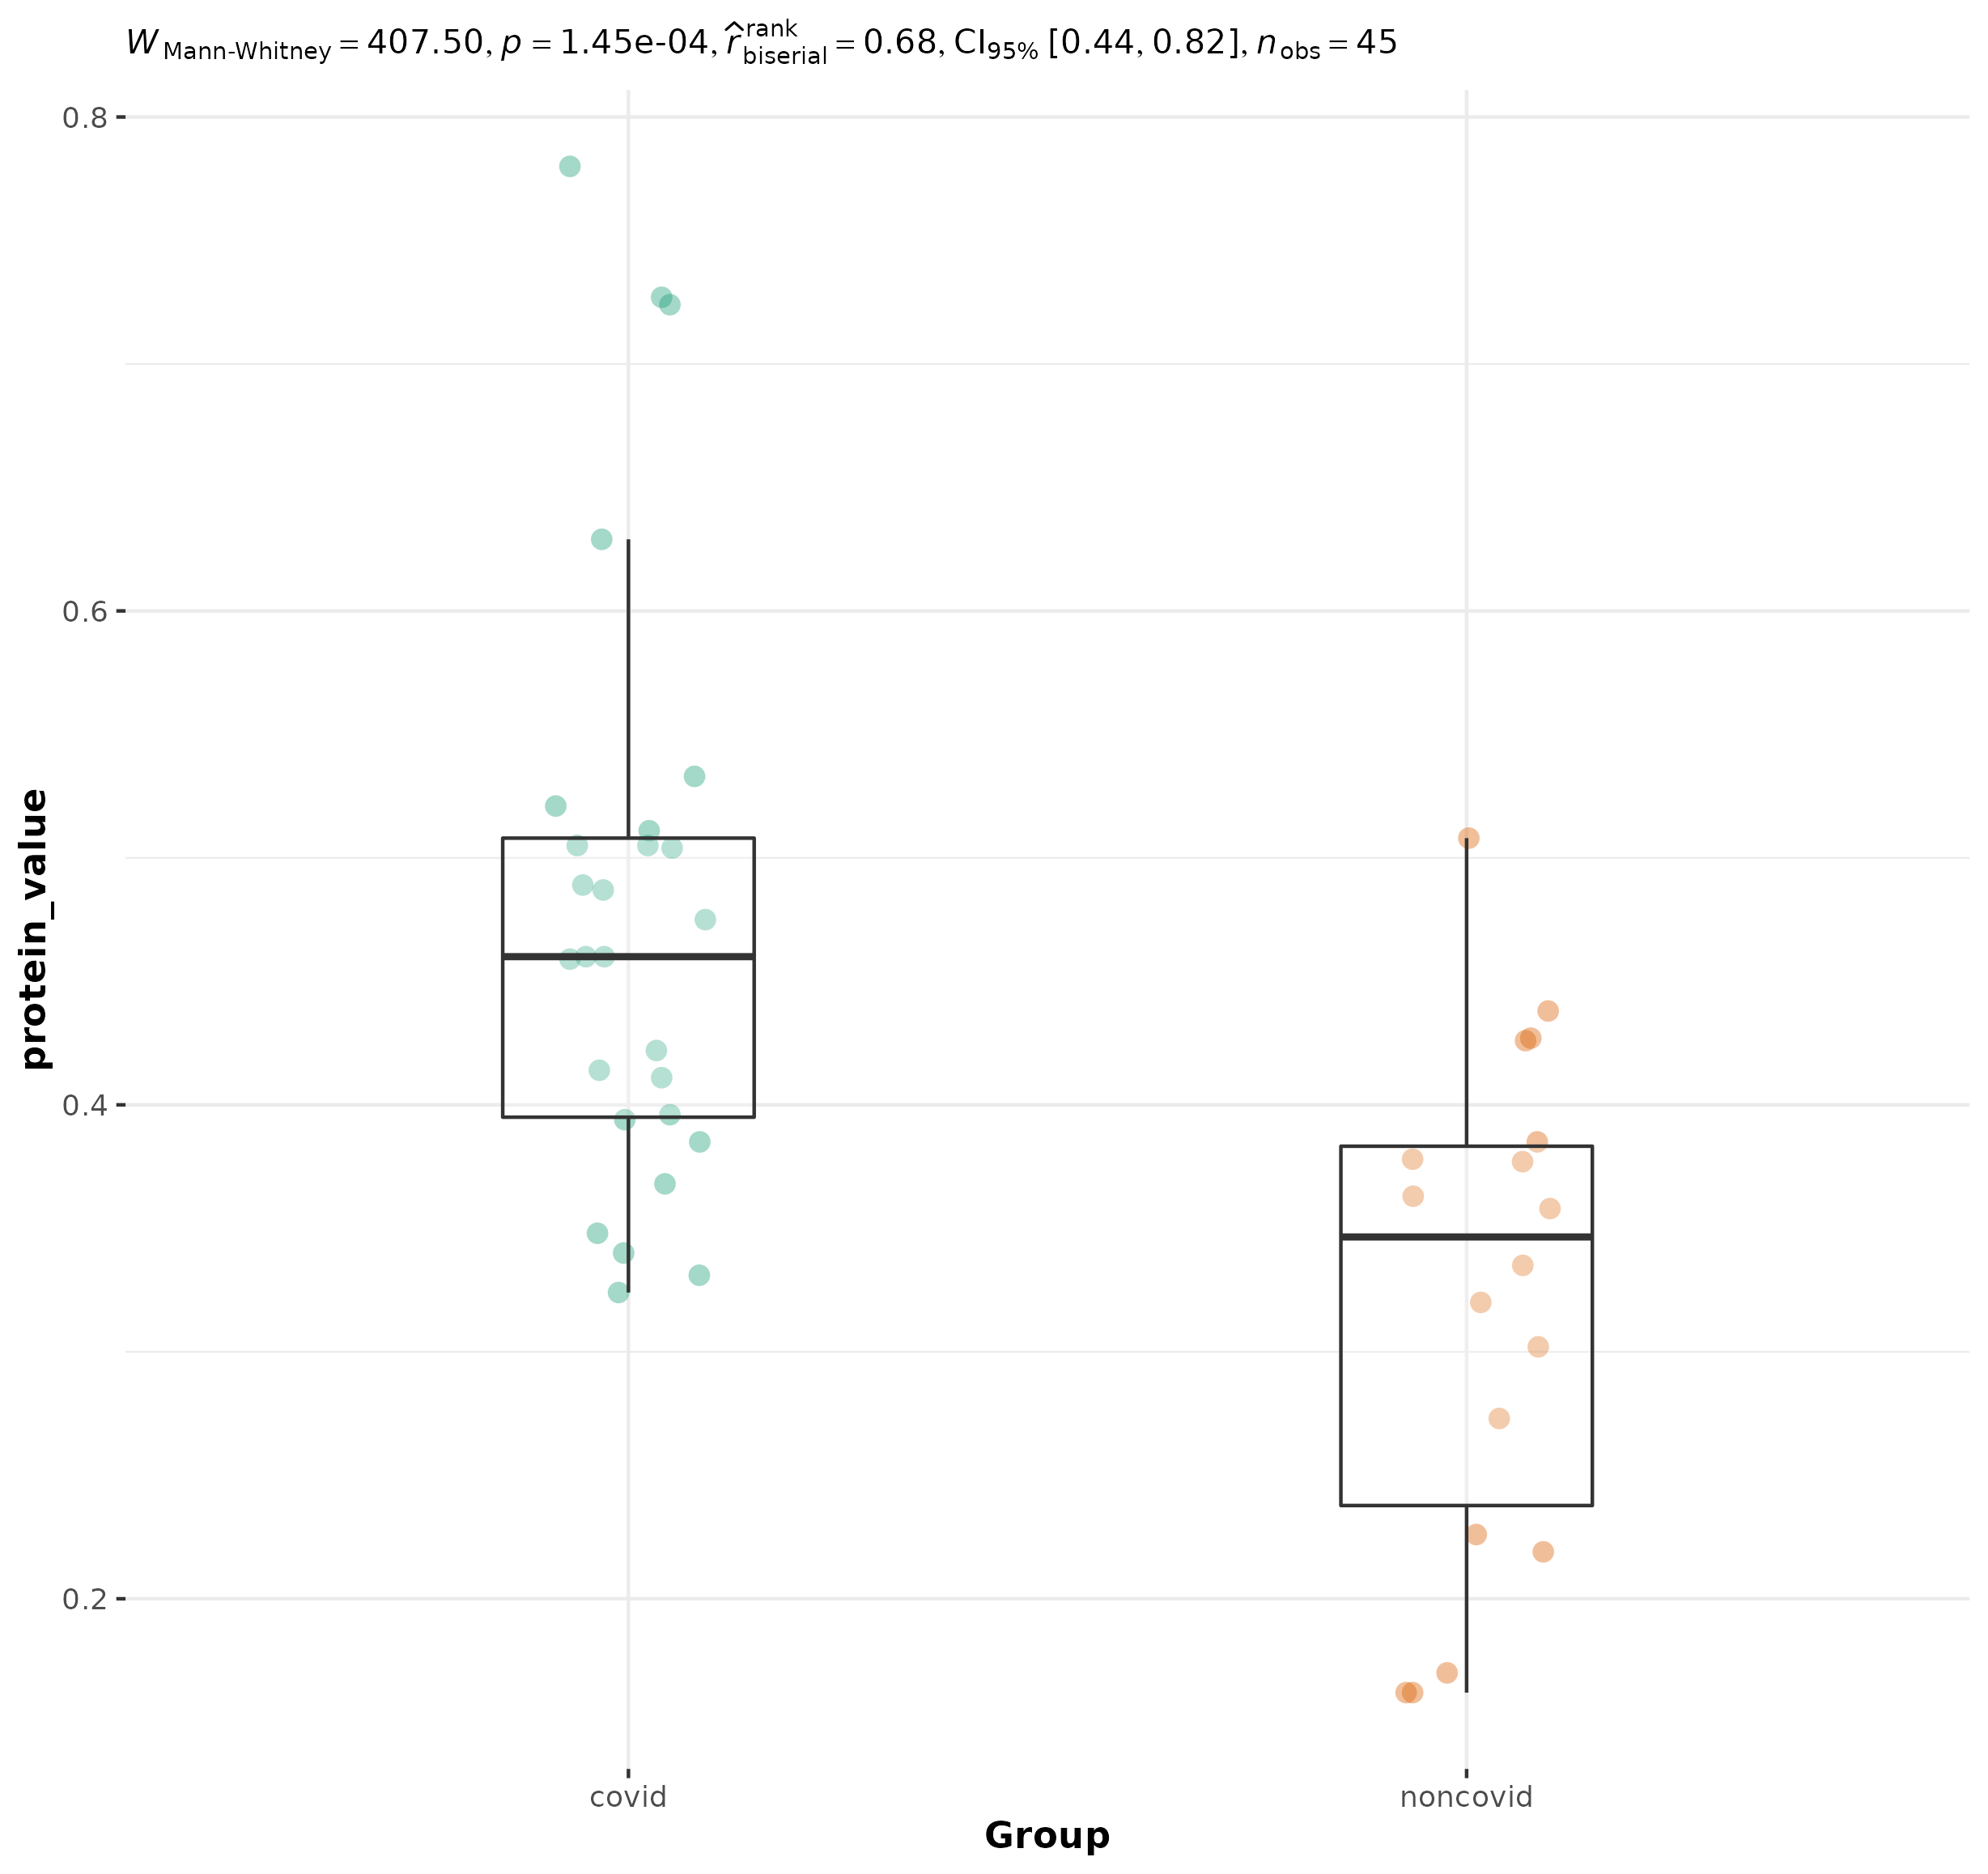 W Mann-Whitney = 407.50, p = 1.45e-04, r̂ rank biserial = 0.68, CI95% [0.44, 0.82], n obs = 45
0.8
0.6
0.4
0.2
protein_value
covid noncovid
Group